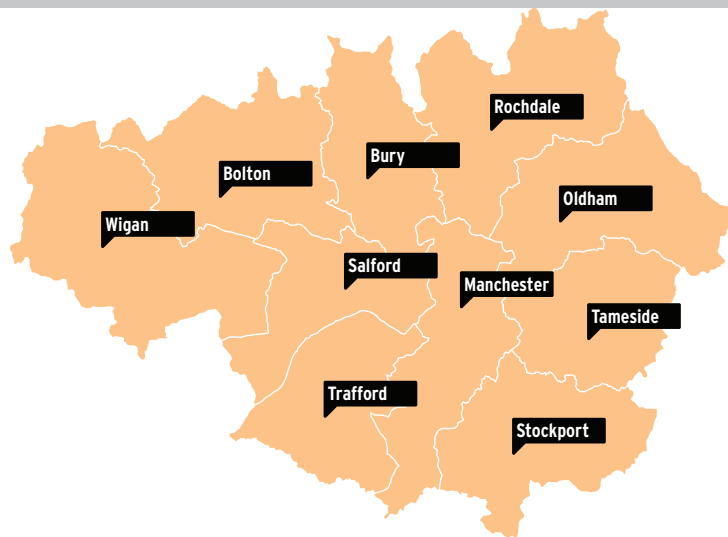 Rochdale
Bury
Bolton
Oldham
Wigan
Salford
Manchester
Tameside
Trafford
Stockport